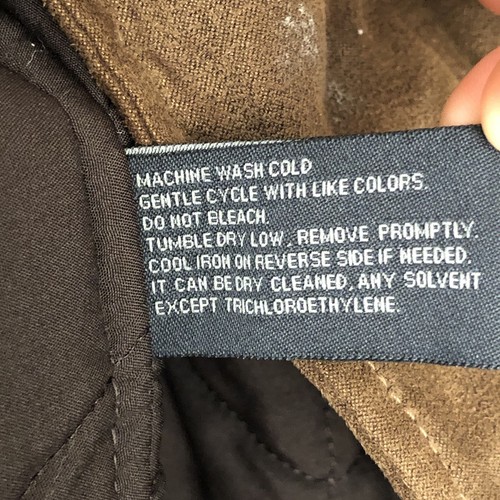 MACHINE WASH COLD
GENTLE CYCLE WITH LIKE COLORS.
DO NOT BLEACH.
TUMBLE DRY LOW, REMOVE PROMPTLY.
COOL IRON ON REVERSE SIDE IF NEEDED.
IT CAN BE DRY CLEANED, ANY SOLVENT
EXCEPT TRICHLOROETHYLENE.